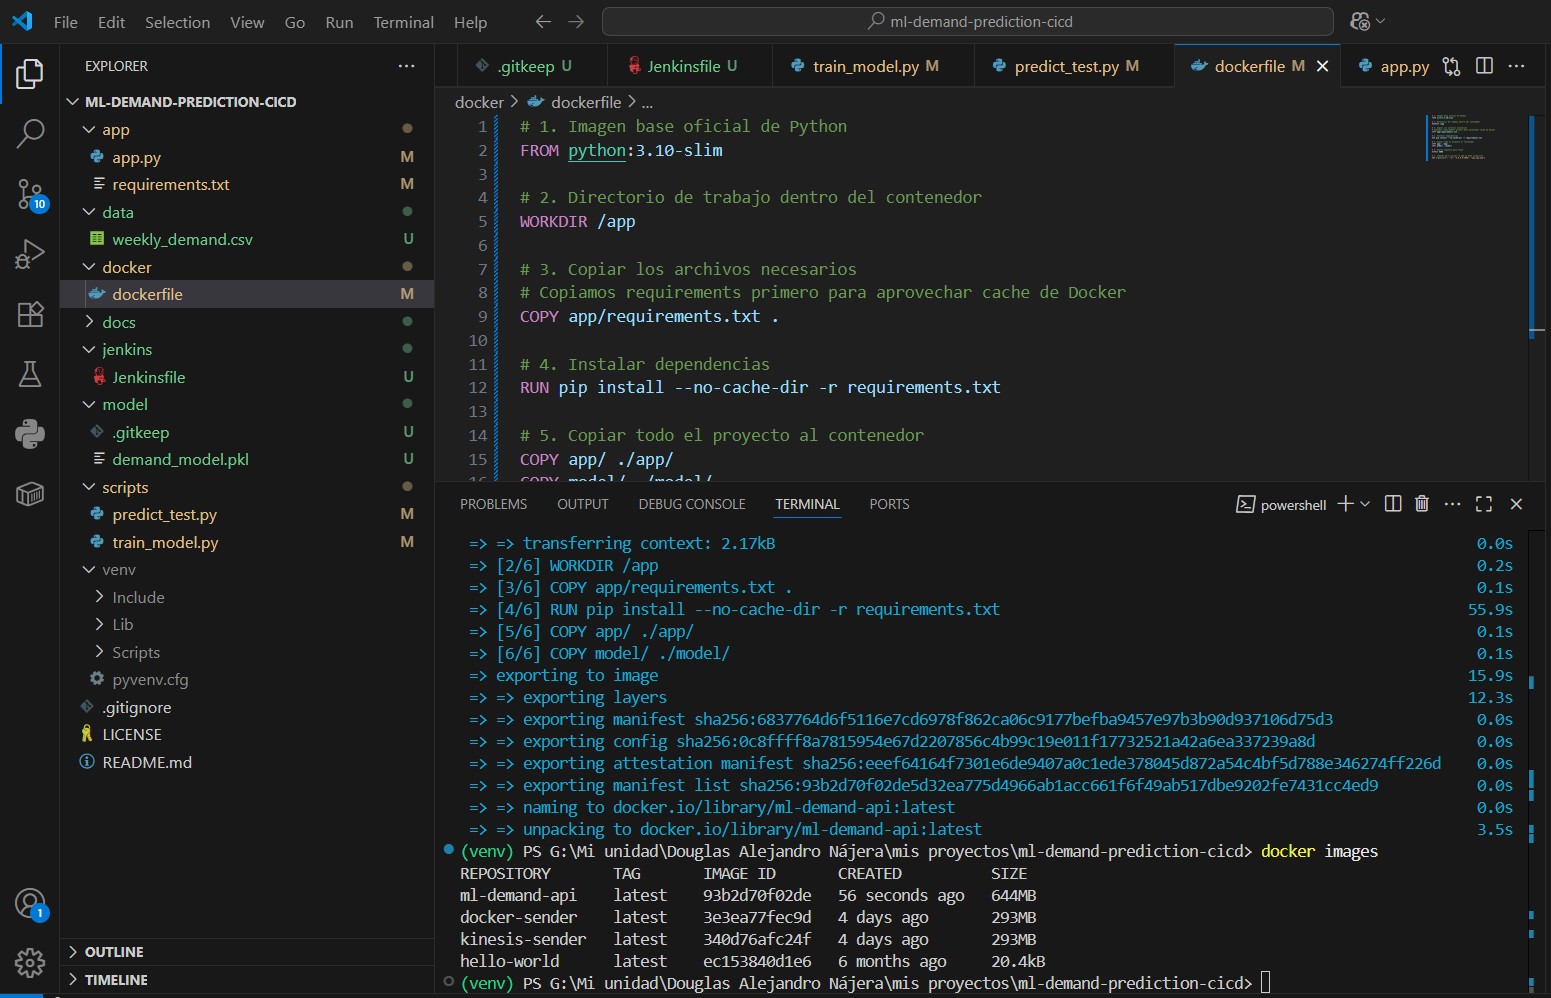 File Edit Selection View Go Run Terminal Help
ml-demand-prediction-cicd
EXPLORER
ML-DEMAND-PREDICTION-CICD
app
app.py M
requirements.txt M
data
weekly_demand.csv U
docker
dockerfile M
docs
jenkins
Jenkinsfile U
model
.gitkeep U
demand_model.pkl U
scripts
predict_test.py M
train_model.py M
venv
Include
Lib
Scripts
pyvenv.cfg
.gitignore
LICENSE
README.md
OUTLINE
TIMELINE
10
1
.gitkeep U Jenkinsfile U train_model.py M predict_test.py M dockerfile M app.py
docker > dockerfile > ...
1 # 1. Imagen base oficial de Python
2 FROM python:3.10-slim
3
4 # 2. Directorio de trabajo dentro del contenedor
5 WORKDIR /app
6
7 # 3. Copiar los archivos necesarios
8 # Copiamos requirements primero para aprovechar cache de Docker
9 COPY app/requirements.txt .
10
11 # 4. Instalar dependencias
12 RUN pip install --no-cache-dir -r requirements.txt
13
14 # 5. Copiar todo el proyecto al contenedor
15 COPY app/ ./app/
16 COPY model/ ./model/
PROBLEMS OUTPUT DEBUG CONSOLE TERMINAL PORTS
powershell
=> => transferring context: 2.17kB 0.0s
=> [2/6] WORKDIR /app 0.2s
=> [3/6] COPY app/requirements.txt . 0.1s
=> [4/6] RUN pip install --no-cache-dir -r requirements.txt 55.9s
=> [5/6] COPY app/ ./app/ 0.1s
=> [6/6] COPY model/ ./model/ 0.1s
=> exporting to image 15.9s
=> => exporting layers 12.3s
=> => exporting manifest sha256:6837764d6f5116e7cd6978f862ca06c9177befba9457e97b3b90d937106d75d3 0.0s
=> => exporting config sha256:0c8ffff8a7815954e67d2207856c4b99c19e011f17732521a42a6ea337239a8d 0.0s
=> => exporting attestation manifest sha256:eeef64164f7301e6de9407a0c1ede378045d872a54c4bf5d788e346274ff226d 0.0s
=> => exporting manifest list sha256:93b2d70f02de5d32ea775d4966ab1acc661f6f49ab517dbe9202fe7431cc4ed9 0.0s
=> => naming to docker.io/library/ml-demand-api:latest 0.0s
=> => unpacking to docker.io/library/ml-demand-api:latest 3.5s
(venv) PS G:\Mi unidad\Douglas Alejandro Nájera\mis proyectos\ml-demand-prediction-cicd> docker images
REPOSITORY TAG IMAGE ID CREATED SIZE
ml-demand-api latest 93b2d70f02de 56 seconds ago 644MB
docker-sender latest 3e3ea77fec9d 4 days ago 293MB
kinesis-sender latest 340d76afc24f 4 days ago 293MB
hello-world latest ec153840d1e6 6 months ago 20.4kB
(venv) PS G:\Mi unidad\Douglas Alejandro Nájera\mis proyectos\ml-demand-prediction-cicd>